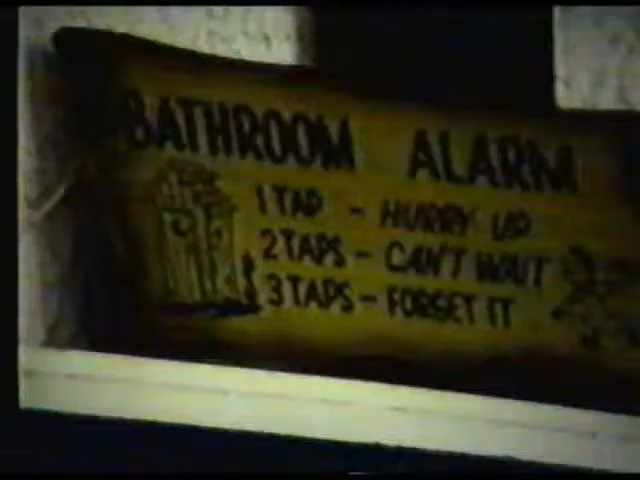 BATHROOM ALARM
1 TAP - HURRY UP
2 TAPS - CAN'T WAIT
3 TAPS - FORGET IT